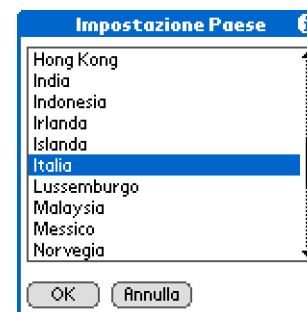 Impostazione Paese
Hong Kong
India
Indonesia
Irlanda
Islanda
Italia
Lussemburgo
Malaysia
Messico
Norvegia
OK Annulla